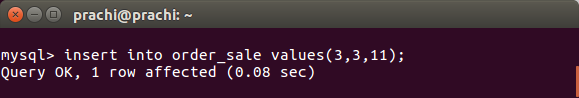 prachi@prachi: ~
mysql> insert into order_sale values(3,3,11);
Query OK, 1 row affected (0.08 sec)